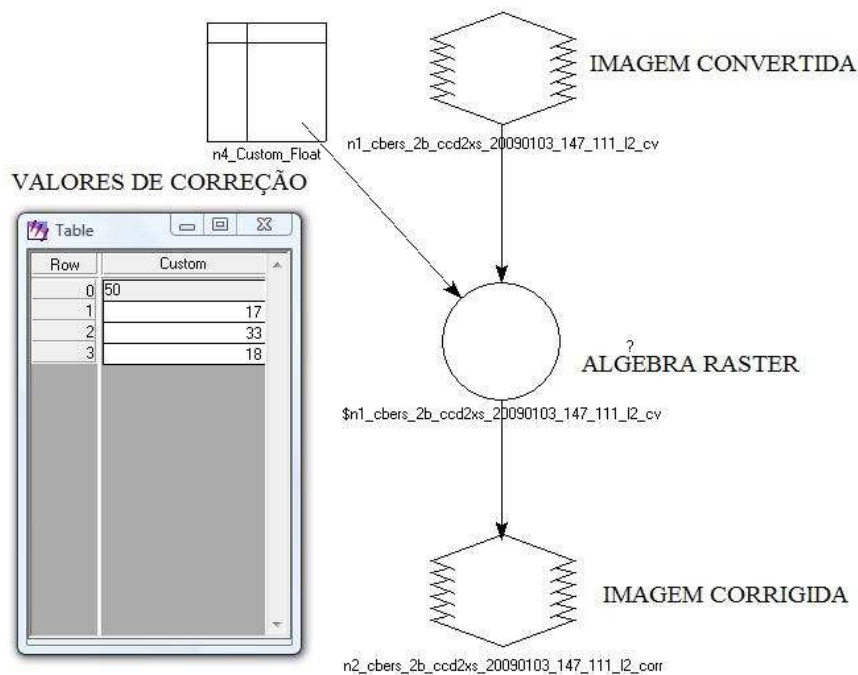 IMAGEM CONVERTIDA
n4_Custom_Float
n1_cbers_2b_ccd2xs_20090103_147_111_l2_cv
VALORES DE CORREÇÃO
Table
Row Custom
0 50
1 17
2 33
3 18
?
ALGEBRA RASTER
$n1_cbers_2b_ccd2xs_20090103_147_111_l2_cv
IMAGEM CORRIGIDA
n2_cbers_2b_ccd2xs_20090103_147_111_l2_corr